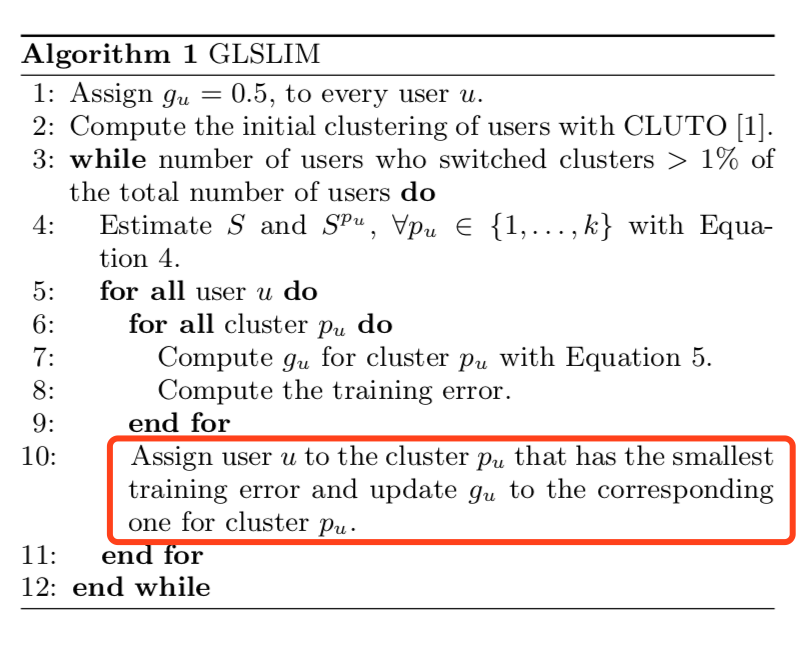 Algorithm 1 GLSLIM
1: Assign g_u = 0.5, to every user u.
2: Compute the initial clustering of users with CLUTO [1].
3: while number of users who switched clusters > 1% of
the total number of users do
4: Estimate S and S^{p_u}, ∀p_u ∈ {1, . . . , k} with Equa-
tion 4.
5: for all user u do
6: for all cluster p_u do
7: Compute g_u for cluster p_u with Equation 5.
8: Compute the training error.
9: end for
10: Assign user u to the cluster p_u that has the smallest
training error and update g_u to the corresponding
one for cluster p_u.
11: end for
12: end while